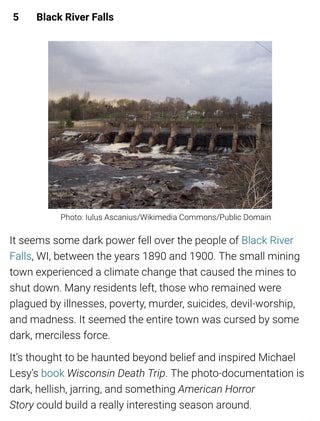 5 Black River Falls
Photo: Iulus Ascanius/Wikimedia Commons/Public Domain
It seems some dark power fell over the people of Black River
Falls, WI, between the years 1890 and 1900. The small mining
town experienced a climate change that caused the mines to
shut down. Many residents left, those who remained were
plagued by illnesses, poverty, murder, suicides, devil-worship,
and madness. It seemed the entire town was cursed by some
dark, merciless force.
It’s thought to be haunted beyond belief and inspired Michael
Lesy’s book Wisconsin Death Trip. The photo-documentation is
dark, hellish, jarring, and something American Horror
Story could build a really interesting season around.